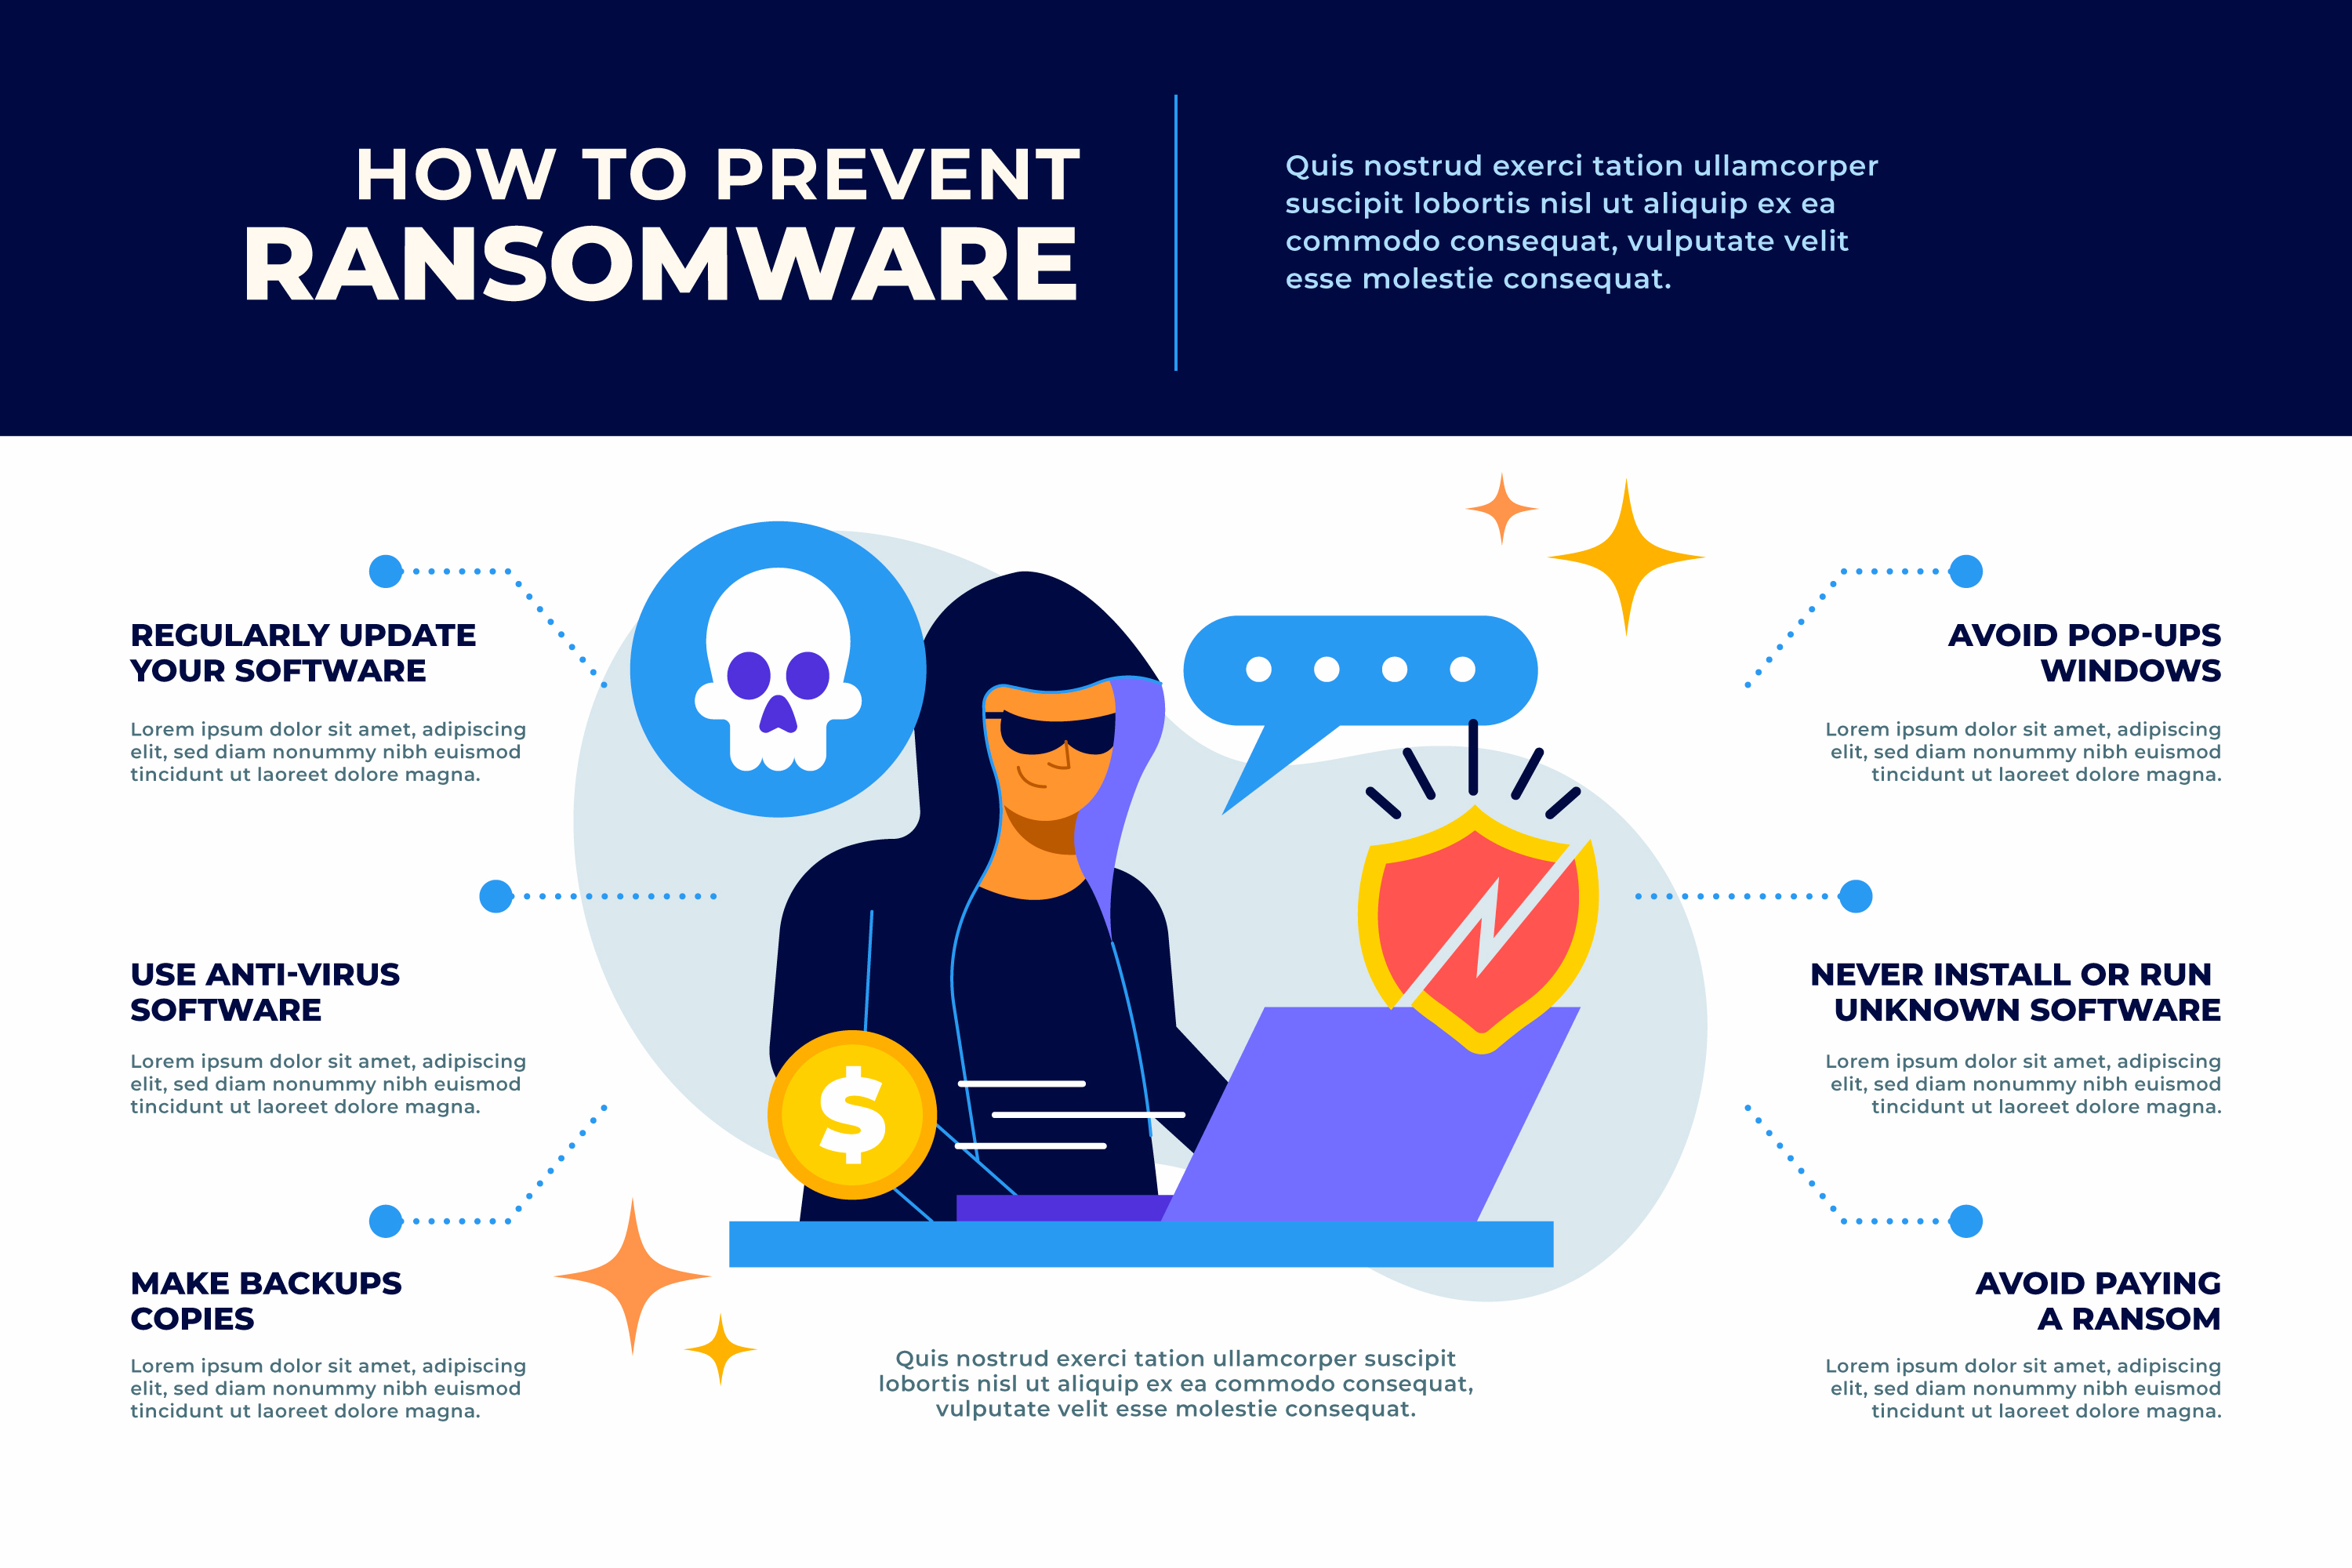 HOW TO PREVENT
RANSOMWARE
Quis nostrud exerci tation ullamcorper
suscipit lobortis nisl ut aliquip ex ea
commodo consequat, vulputate velit
esse molestie consequat.
REGULARLY UPDATE
YOUR SOFTWARE
Lorem ipsum dolor sit amet, adipiscing
elit, sed diam nonummy nibh euismod
tincidunt ut laoreet dolore magna.
USE ANTI-VIRUS
SOFTWARE
Lorem ipsum dolor sit amet, adipiscing
elit, sed diam nonummy nibh euismod
tincidunt ut laoreet dolore magna.
MAKE BACKUPS
COPIES
Lorem ipsum dolor sit amet, adipiscing
elit, sed diam nonummy nibh euismod
tincidunt ut laoreet dolore magna.
$
Quis nostrud exerci tation ullamcorper suscipit
lobortis nisl ut aliquip ex ea commodo consequat,
vulputate velit esse molestie consequat.
AVOID POP-UPS
WINDOWS
Lorem ipsum dolor sit amet, adipiscing
elit, sed diam nonummy nibh euismod
tincidunt ut laoreet dolore magna.
NEVER INSTALL OR RUN
UNKNOWN SOFTWARE
Lorem ipsum dolor sit amet, adipiscing
elit, sed diam nonummy nibh euismod
tincidunt ut laoreet dolore magna.
AVOID PAYING
A RANSOM
Lorem ipsum dolor sit amet, adipiscing
elit, sed diam nonummy nibh euismod
tincidunt ut laoreet dolore magna.